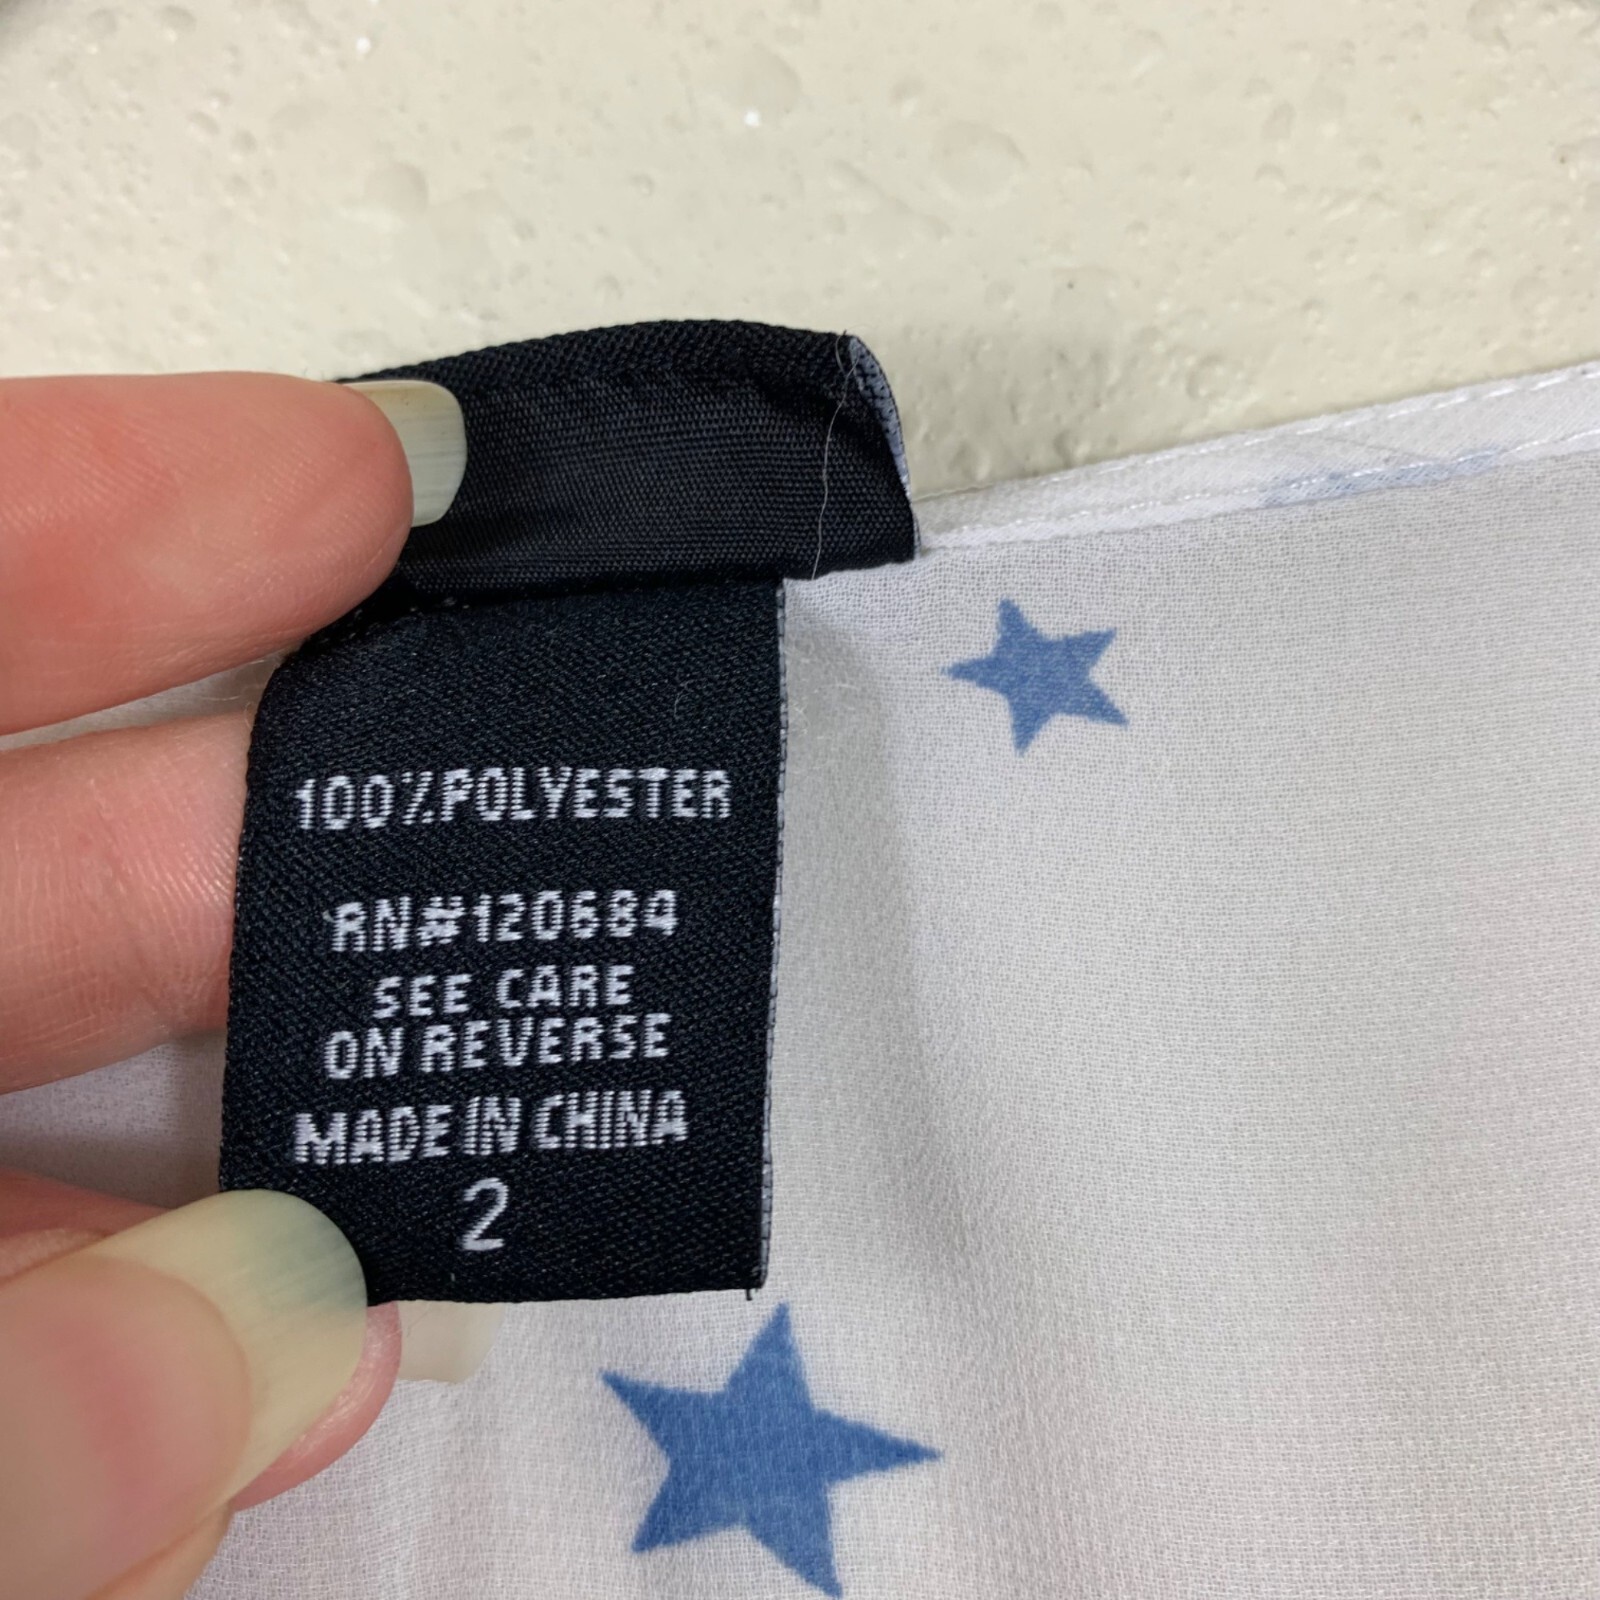 100%POLYESTER
RN#120684
SEE CARE
ON REVERSE
MADE IN CHINA
2